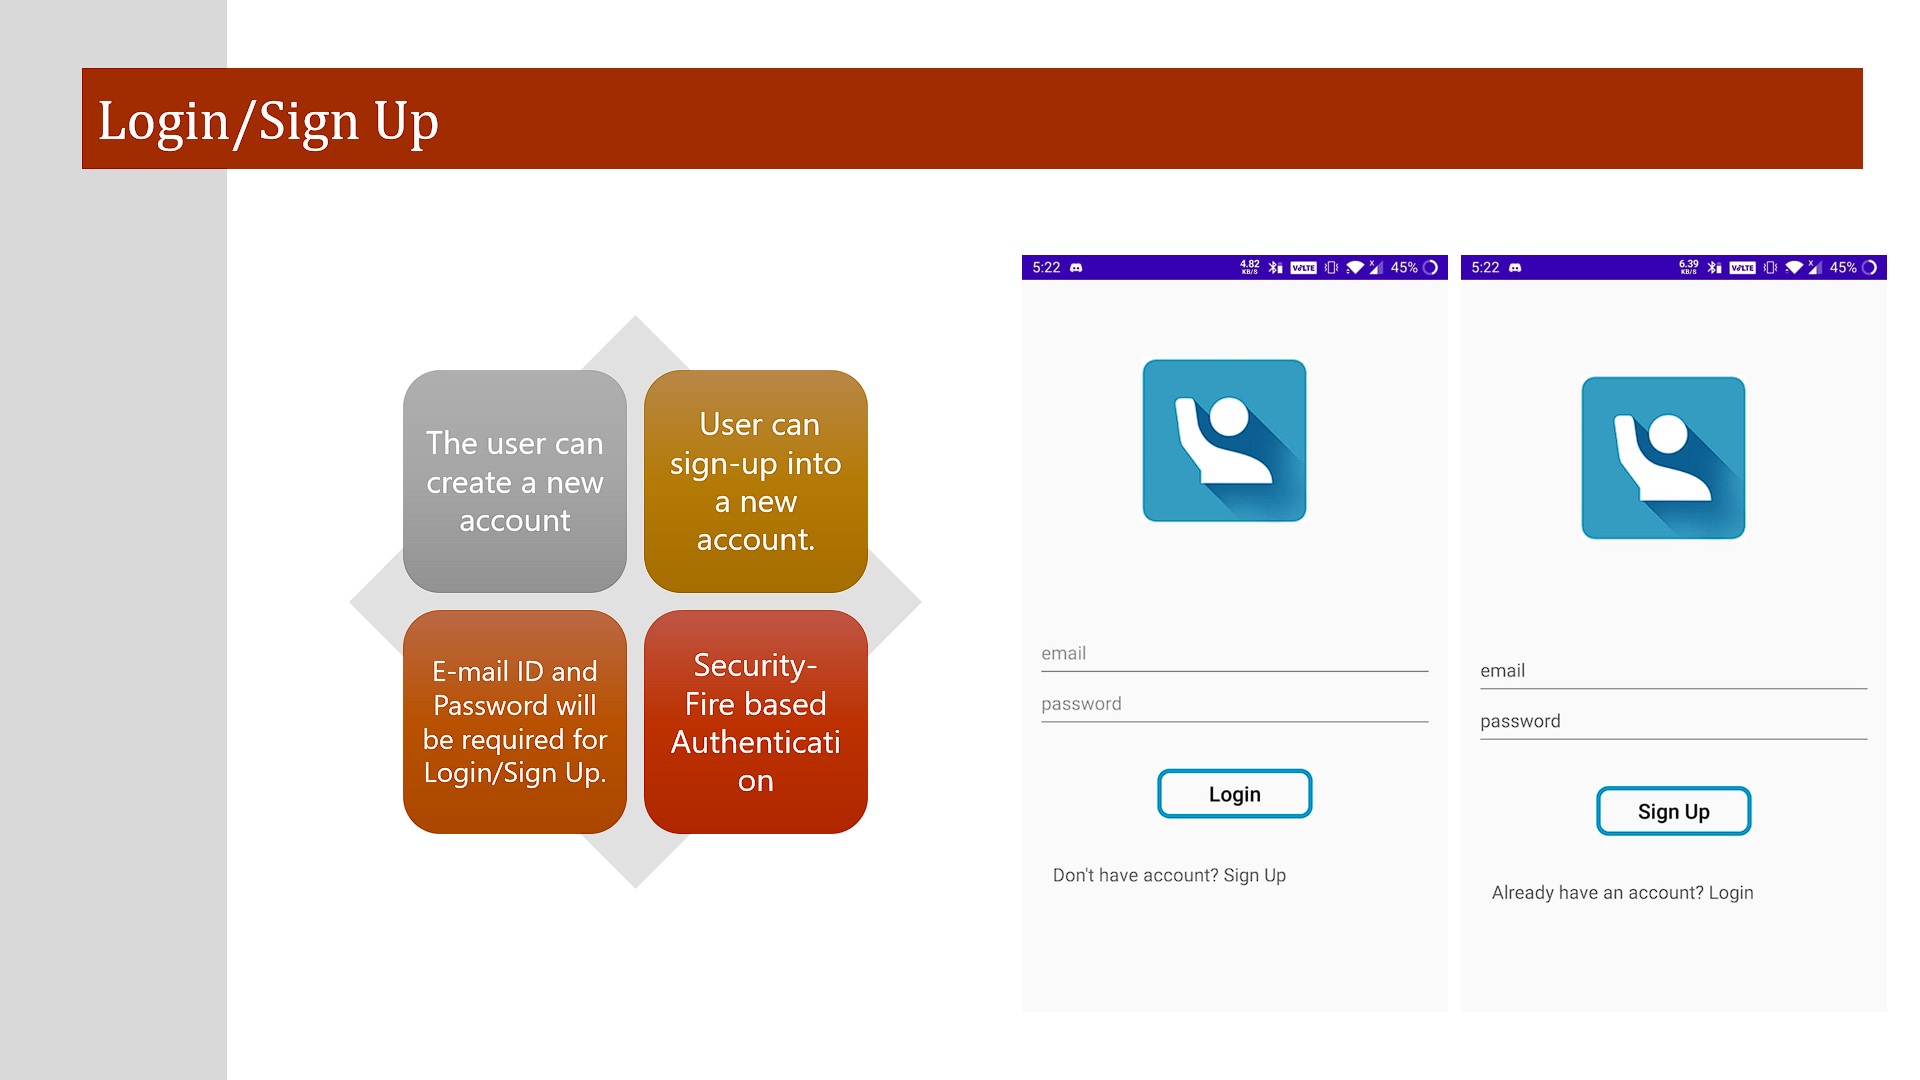 Login/Sign Up
The user can
create a new
account
User can
sign-up into
a new
account.
E-mail ID and
Password will
be required for
Login/Sign Up.
Security-
Fire based
Authenticati
on
5:22 4.82 KB/S VoLTE 45%
email
password
Login
Don't have account? Sign Up
5:22 6.39 KB/S VoLTE 45%
email
password
Sign Up
Already have an account? Login